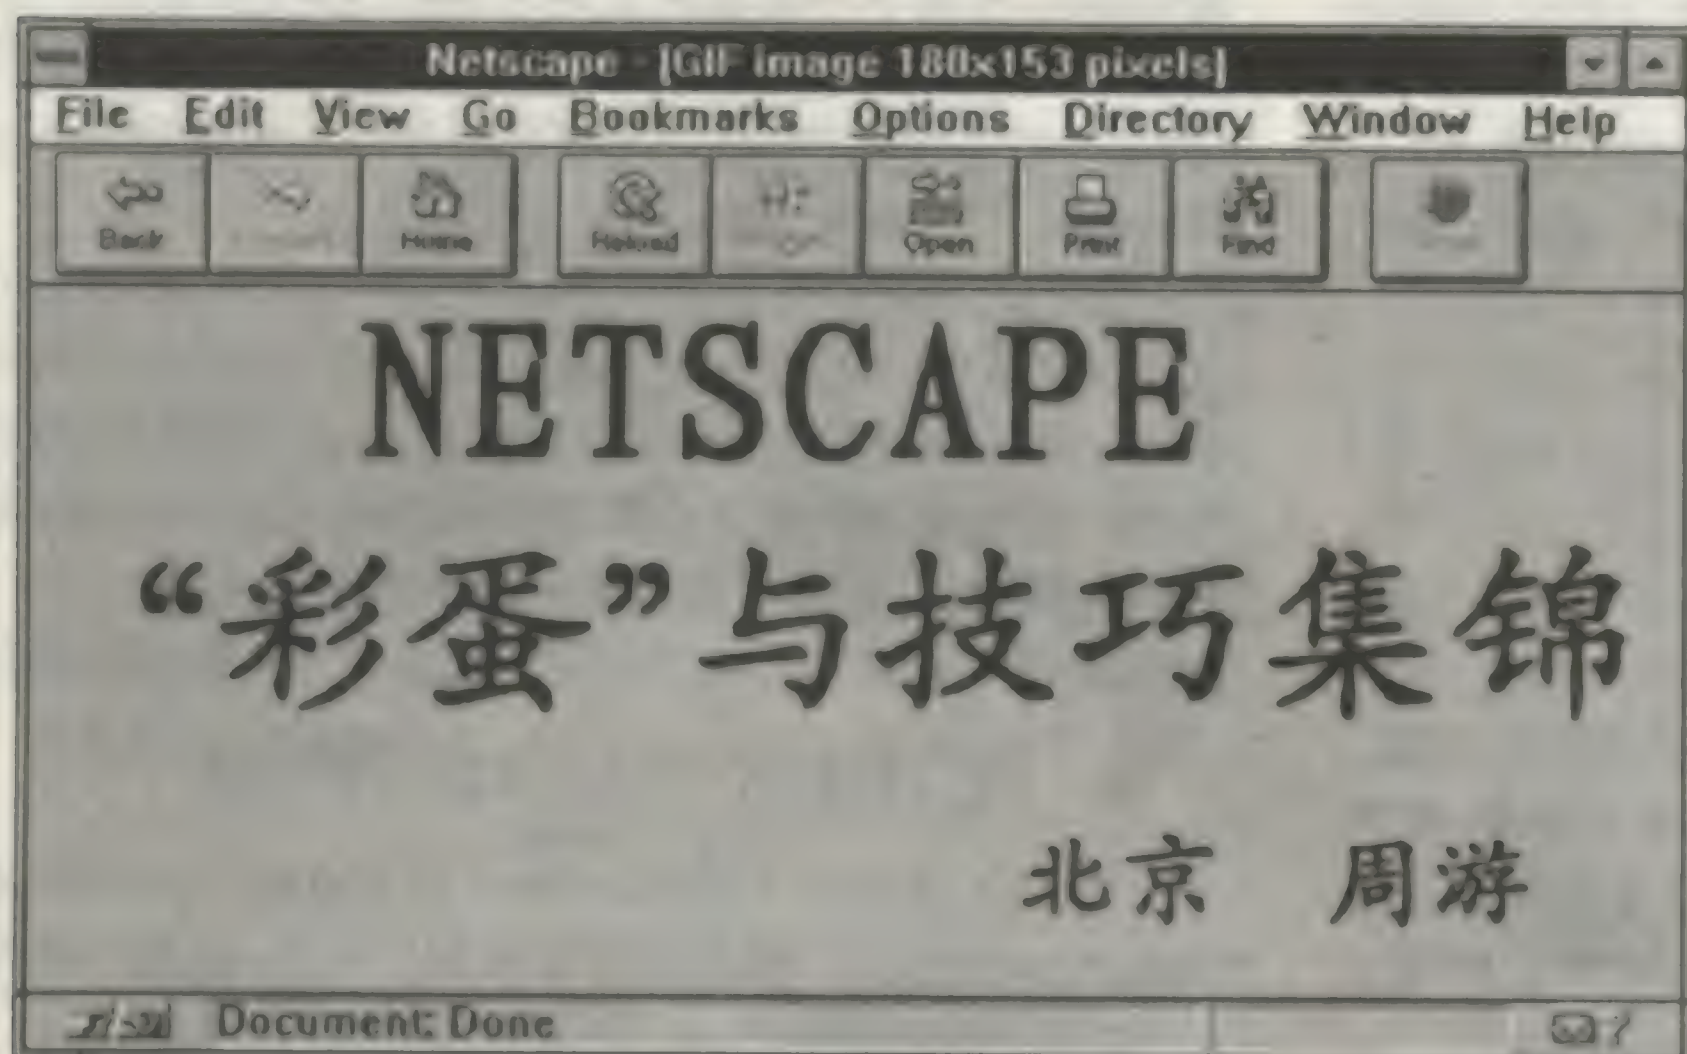 Netscape - [GIF image 180x153 pixels]
File Edit View Go Bookmarks Options Directory Window Help
Back Home Reload Open Print Find
NETSCAPE
“彩蛋”与技巧集锦
北京 周游
Document: Done